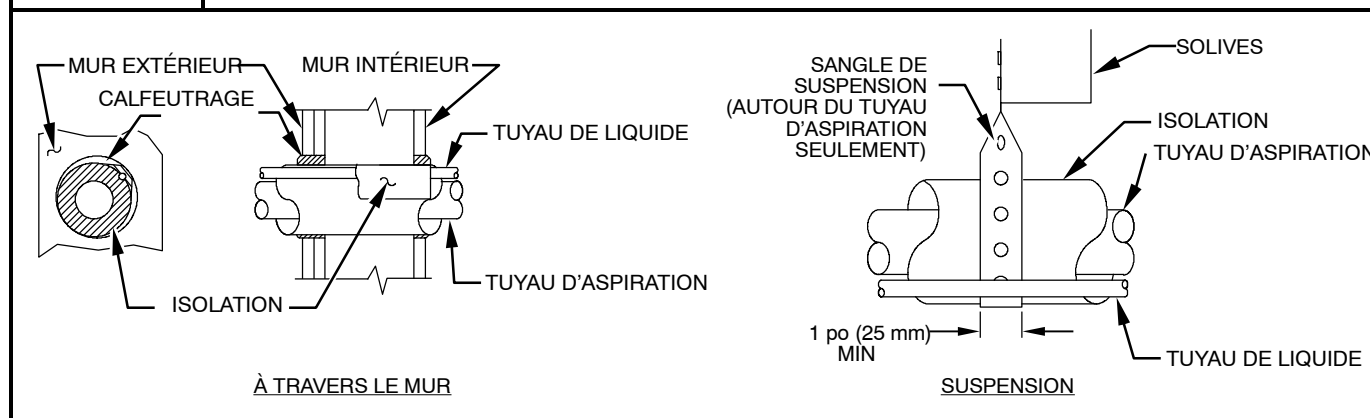 MUR EXTÉRIEUR
MUR INTÉRIEUR
CALFEUTRAGE
TUYAU DE LIQUIDE
TUYAU D'ASPIRATION
ISOLATION
À TRAVERS LE MUR
SOLIVES
SANGLE DE
SUSPENSION
(AUTOUR DU TUYAU
D'ASPIRATION
SEULEMENT)
ISOLATION
TUYAU D'ASPIRATION
1 po (25 mm)
MIN
TUYAU DE LIQUIDE
SUSPENSION